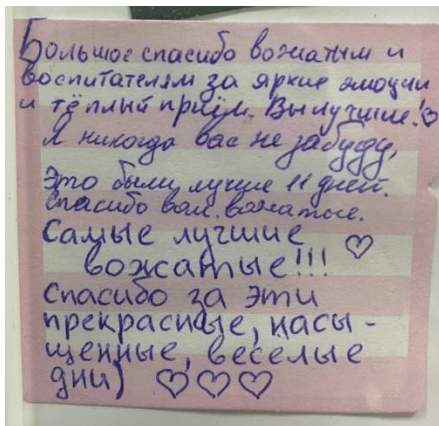 Большое спасибо вожатым и
воспитателям за яркие эмоции
и тёплый приём. Вы лучшие!♡
Я никогда вас не забуду,
это были лучшие 11 дней.
Спасибо вам. вожатые.
Самые лучшие
вожатые!!! ♡
Спасибо за эти
прекрасные, насы-
щенные, весёлые
дни) ♡♡♡